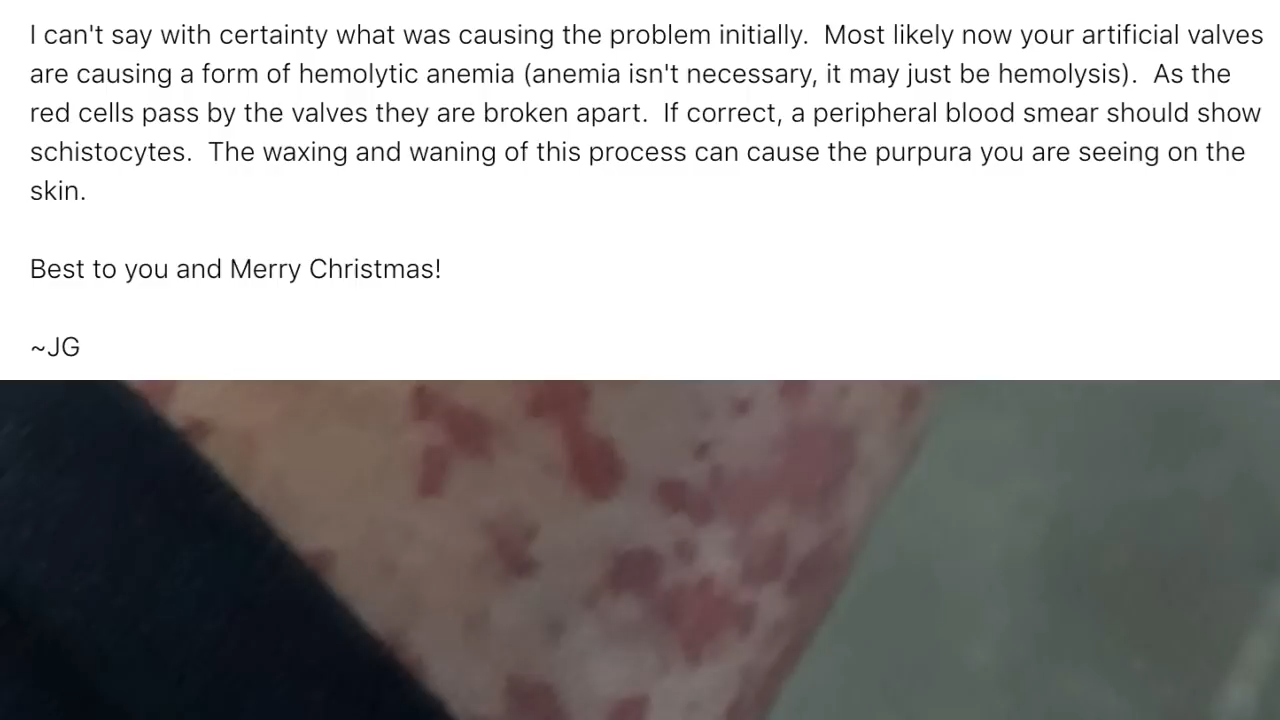 I can't say with certainty what was causing the problem initially.  Most likely now your artificial valves
are causing a form of hemolytic anemia (anemia isn't necessary, it may just be hemolysis).  As the
red cells pass by the valves they are broken apart.  If correct, a peripheral blood smear should show
schistocytes.  The waxing and waning of this process can cause the purpura you are seeing on the
skin.
Best to you and Merry Christmas!
~JG